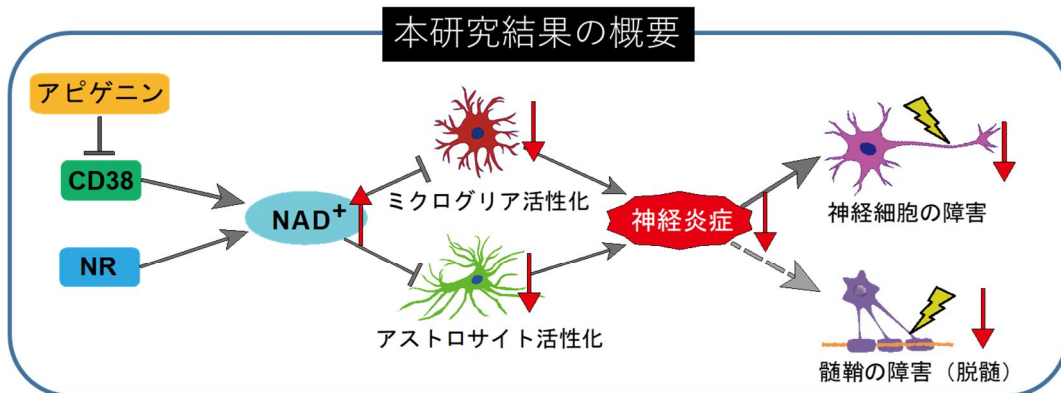 本研究結果の概要
アピゲニン
CD38
NR
NAD+
ミクログリア活性化
アストロサイト活性化
神経炎症
神経細胞の障害
髄鞘の障害（脱髄）